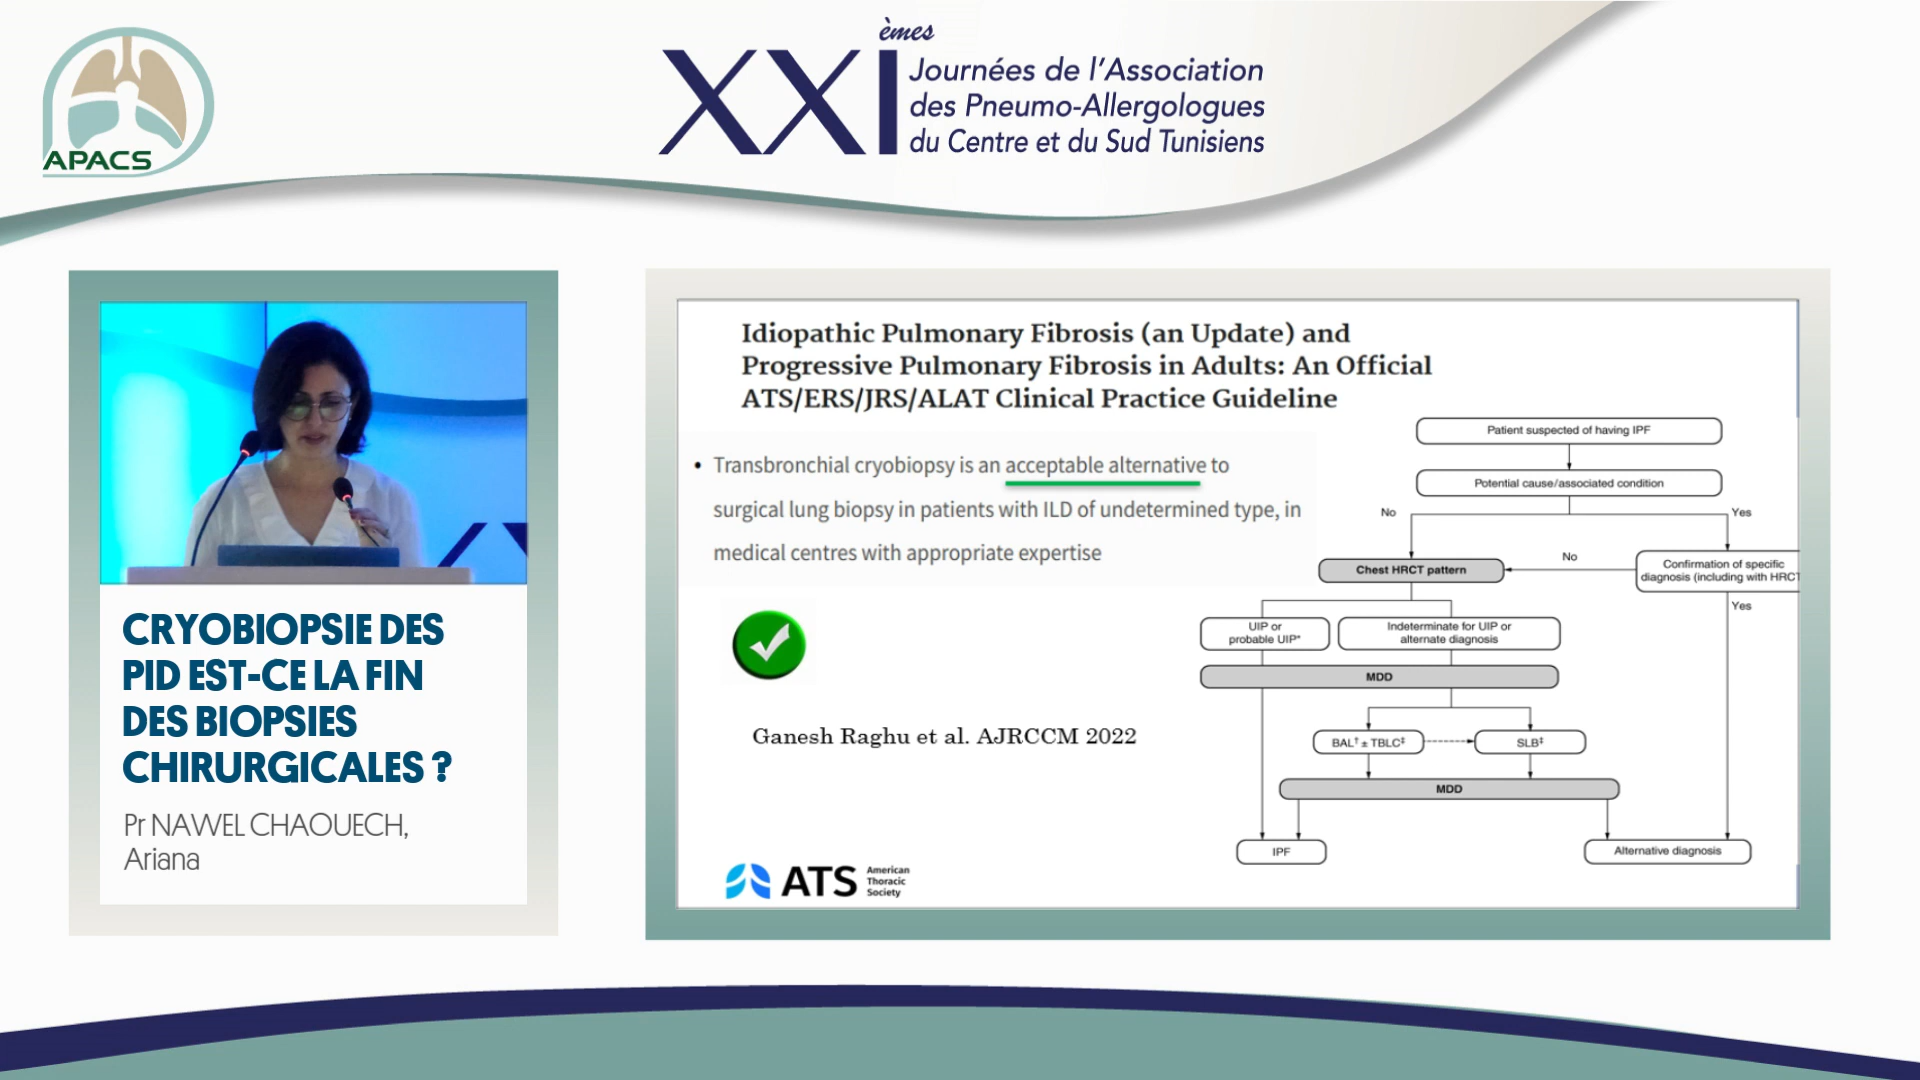 APACS
XXIèmes
Journées de l'Association
des Pneumo-Allergologues
du Centre et du Sud Tunisiens
CRYOBIOPSIE DES
PID EST-CE LA FIN
DES BIOPSIES
CHIRURGICALES ?
Pr NAWEL CHAOUECH,
Ariana
Idiopathic Pulmonary Fibrosis (an Update) and
Progressive Pulmonary Fibrosis in Adults: An Official
ATS/ERS/JRS/ALAT Clinical Practice Guideline
• Transbronchial cryobiopsy is an acceptable alternative to
surgical lung biopsy in patients with ILD of undetermined type, in
medical centres with appropriate expertise
Ganesh Raghu et al. AJRCCM 2022
ATS
American
Thoracic
Society
Patient suspected of having IPF
Potential cause/associated condition
No
Yes
Chest HRCT pattern
No
Confirmation of specific
diagnosis (including with HRCT
Yes
UIP or
probable UIP*
Indeterminate for UIP or
alternate diagnosis
MDD
BAL† ± TBLC‡
SLB‡
MDD
IPF
Alternative diagnosis